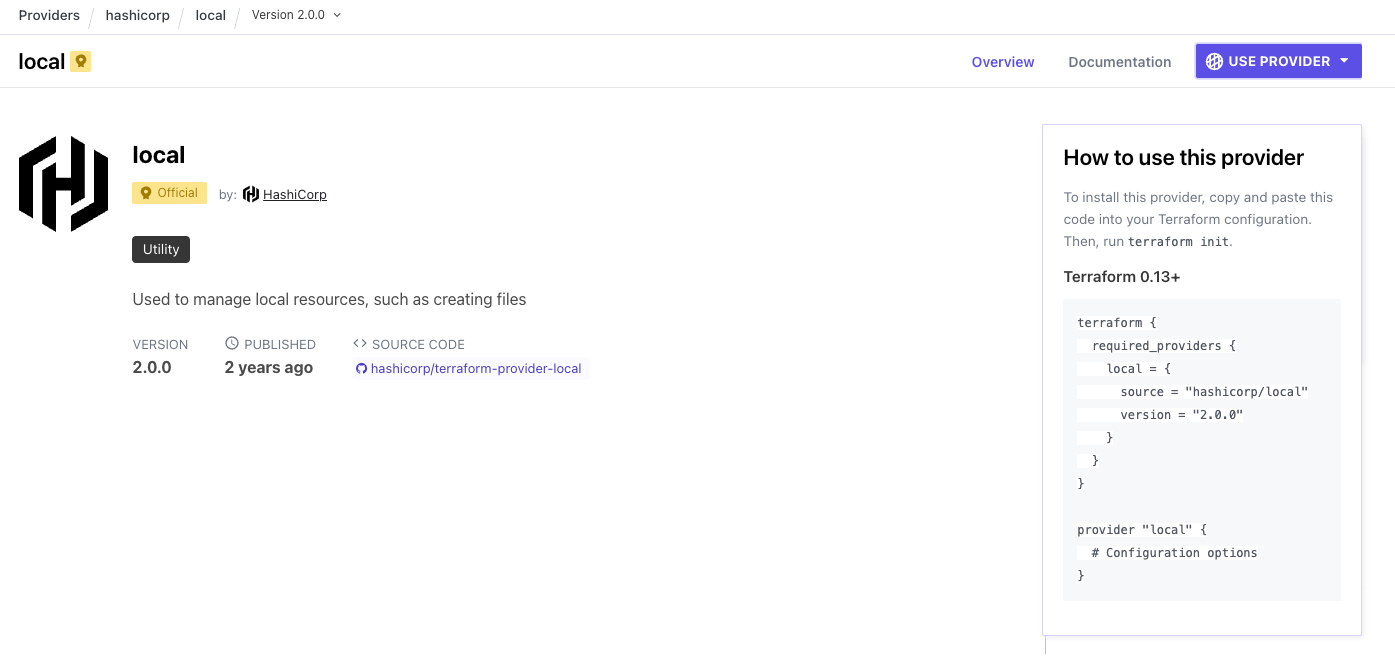 Providers / hashicorp / local / Version 2.0.0
local
Overview
Documentation
USE PROVIDER
local
Official
by: HashiCorp
Utility
Used to manage local resources, such as creating files
VERSION
2.0.0
PUBLISHED
2 years ago
SOURCE CODE
hashicorp/terraform-provider-local
How to use this provider
To install this provider, copy and paste this
code into your Terraform configuration.
Then, run terraform init.
Terraform 0.13+
terraform {
  required_providers {
    local = {
      source = "hashicorp/local"
      version = "2.0.0"
    }
  }
}

provider "local" {
  # Configuration options
}